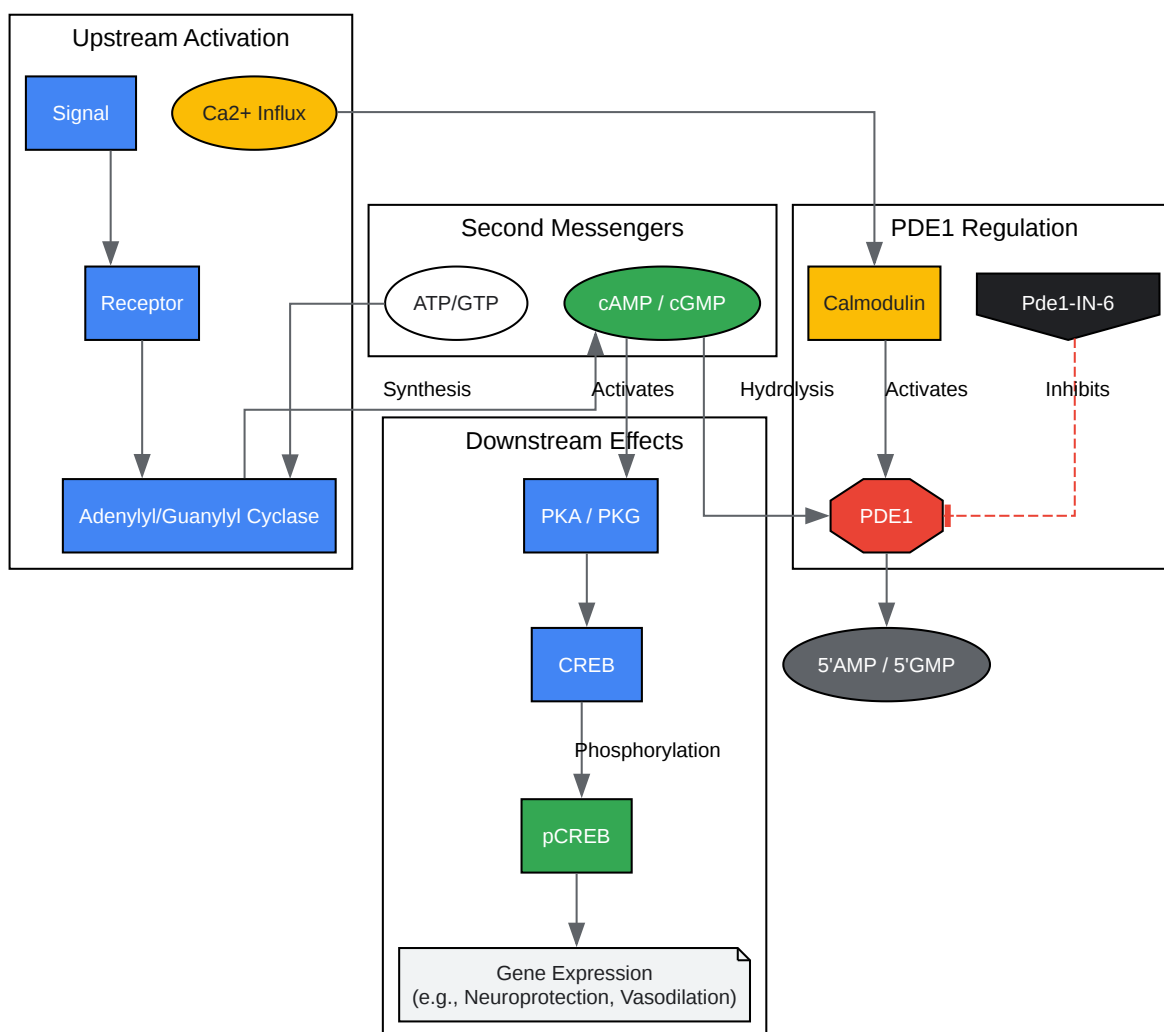 Upstream Activation
Signal
Ca2+ Influx
Second Messengers
PDE1 Regulation
Receptor
ATP/GTP
cAMP / cGMP
Calmodulin
Pde1-IN-6
Synthesis
Activates
Hydrolysis
Activates
Inhibits
Downstream Effects
Adenylyl/Guanylyl Cyclase
PKA / PKG
PDE1
CREB
5'AMP / 5'GMP
Phosphorylation
pCREB
Gene Expression
(e.g., Neuroprotection, Vasodilation)